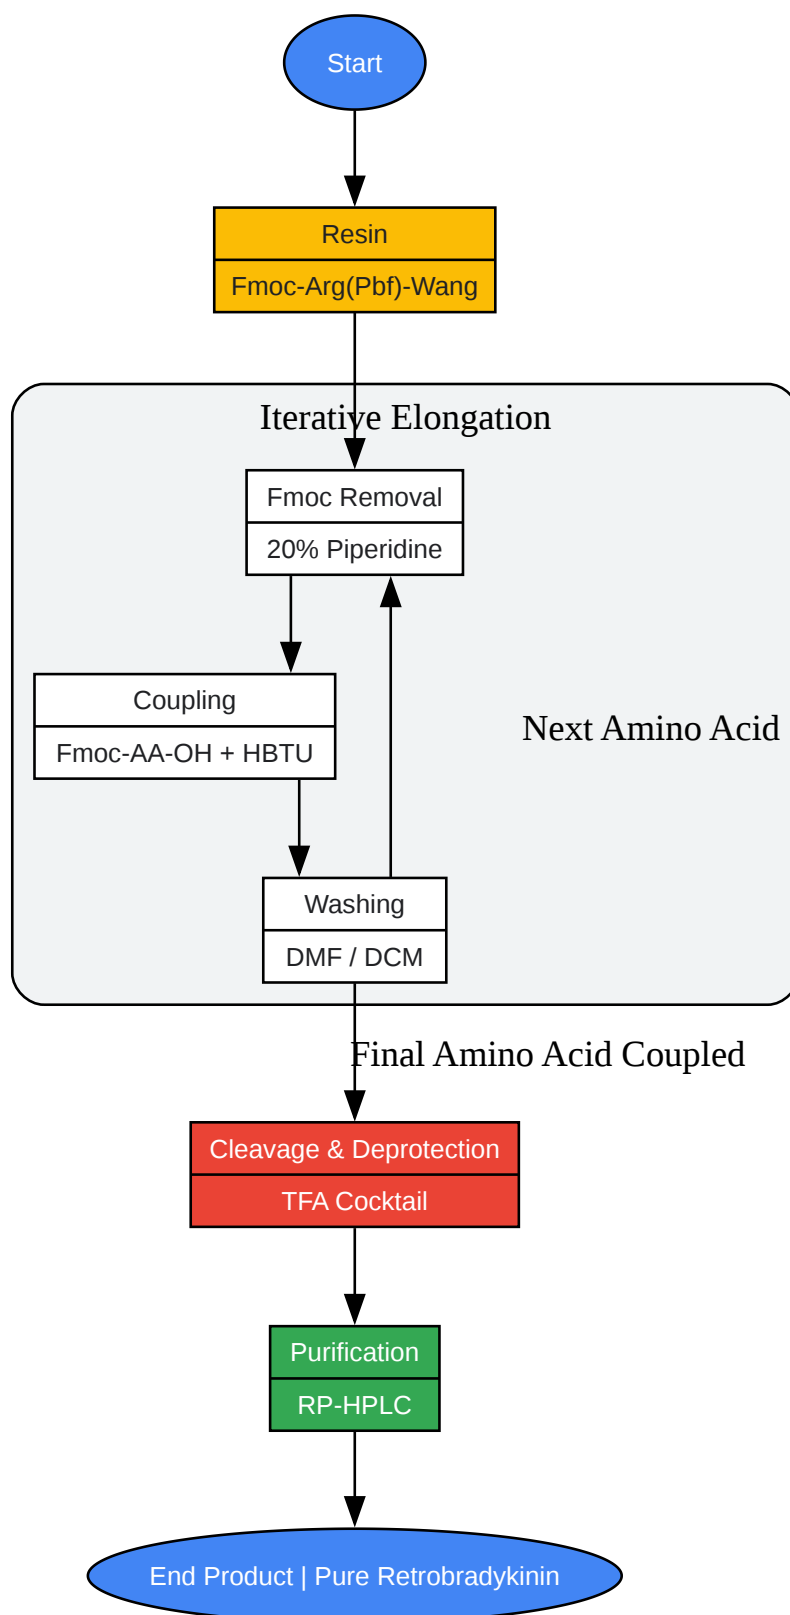 Start
Resin
Fmoc-Arg(Pbf)-Wang
Iterative Elongation
Fmoc Removal
20% Piperidine
Coupling
Fmoc-AA-OH + HBTU
Next Amino Acid
Washing
DMF / DCM
Final Amino Acid Coupled
Cleavage & Deprotection
TFA Cocktail
Purification
RP-HPLC
End Product | Pure Retrobradykinin